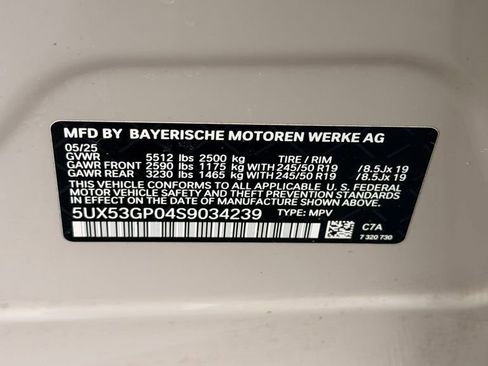 MFD BY BAYERISCHE MOTOREN WERKE AG
05/25
GVWR 5512 lbs 2500 kg TIRE / RIM
GAWR FRONT 2590 lbs 1175 kg WITH 245/50 R19 /8.5J x 19
GAWR REAR 3230 lbs 1465 kg WITH 245/50 R19 /8.5J x 19
THIS VEHICLE CONFORMS TO ALL APPLICABLE U. S. FEDERAL
MOTOR VEHICLE SAFETY, BUMPER AND THEFT PREVENTION
STANDARDS IN EFFECT ON THE DATE OF MANUFACTURE SHOWN ABOVE.
5UX53GP04S9034239 TYPE: MPV
C7A
7 320 730